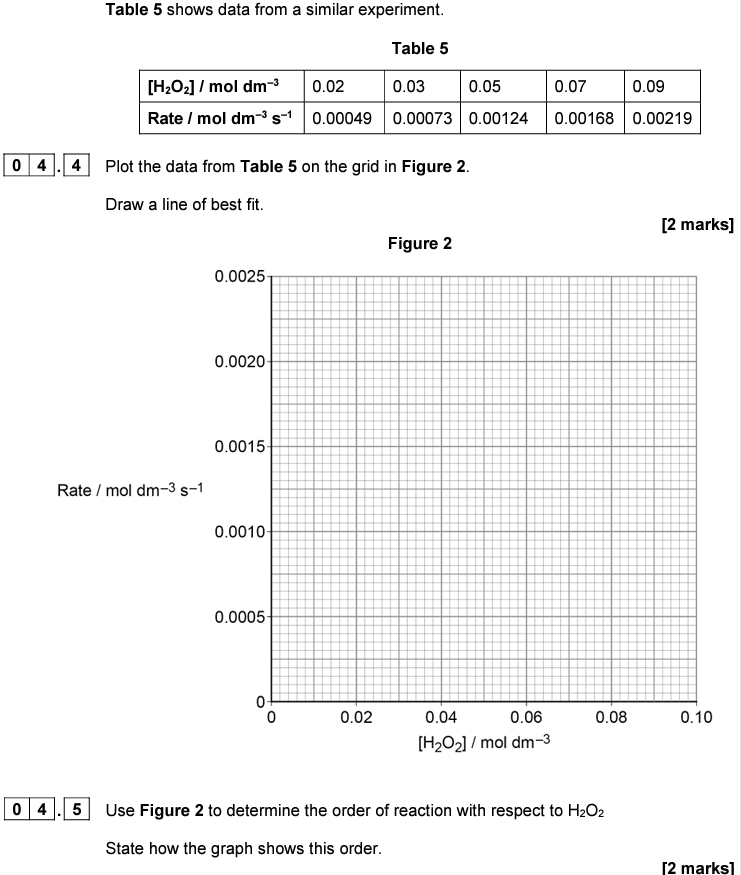 Table 5 shows data from a similar experiment.
Table 5
[H₂O₂] / mol dm⁻³ 0.02 0.03 0.05 0.07 0.09
Rate / mol dm⁻³ s⁻¹ 0.00049 0.00073 0.00124 0.00168 0.00219
0 4 . 4 Plot the data from Table 5 on the grid in Figure 2.
Draw a line of best fit.
[2 marks]
Figure 2
0.0025
0.0020
0.0015
Rate / mol dm⁻³ s⁻¹
0.0010
0.0005
0
0 0.02 0.04 0.06 0.08 0.10
[H₂O₂] / mol dm⁻³
0 4 . 5 Use Figure 2 to determine the order of reaction with respect to H₂O₂
State how the graph shows this order.
[2 marks]